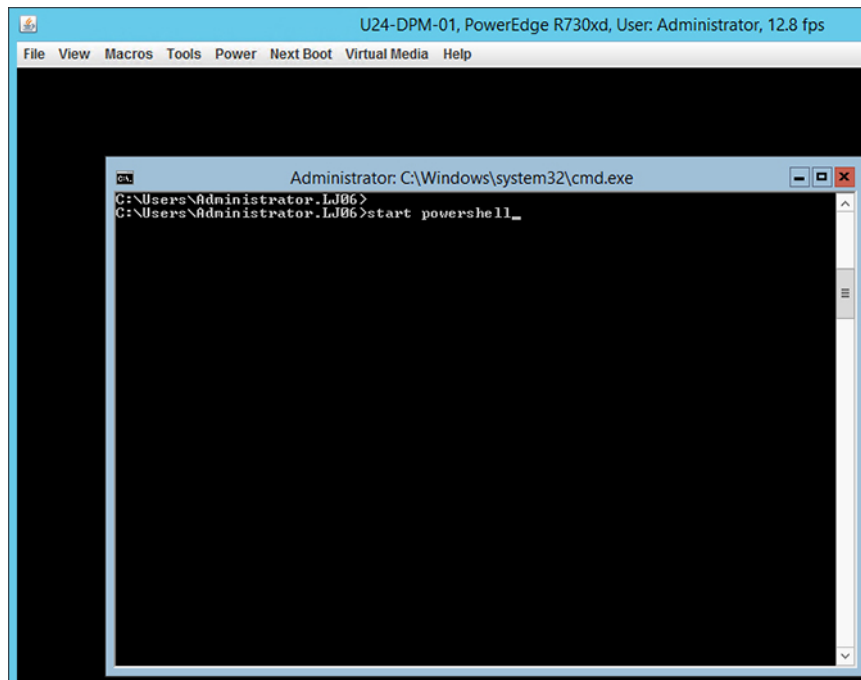 U24-DPM-01, PowerEdge R730xd, User: Administrator, 12.8 fps
File View Macros Tools Power Next Boot Virtual Media Help
Administrator: C:\Windows\system32\cmd.exe
C:\Users\Administrator.LJ06>
C:\Users\Administrator.LJ06>start powershell_